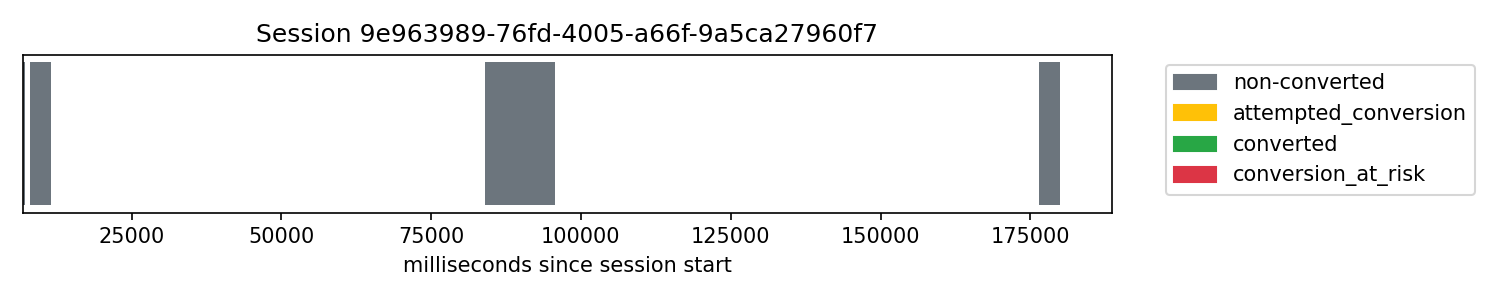 Session 9e963989-76fd-4005-a66f-9a5ca27960f7
non-converted
attempted_conversion
converted
conversion_at_risk
25000 50000 75000 100000 125000 150000 175000
milliseconds since session start